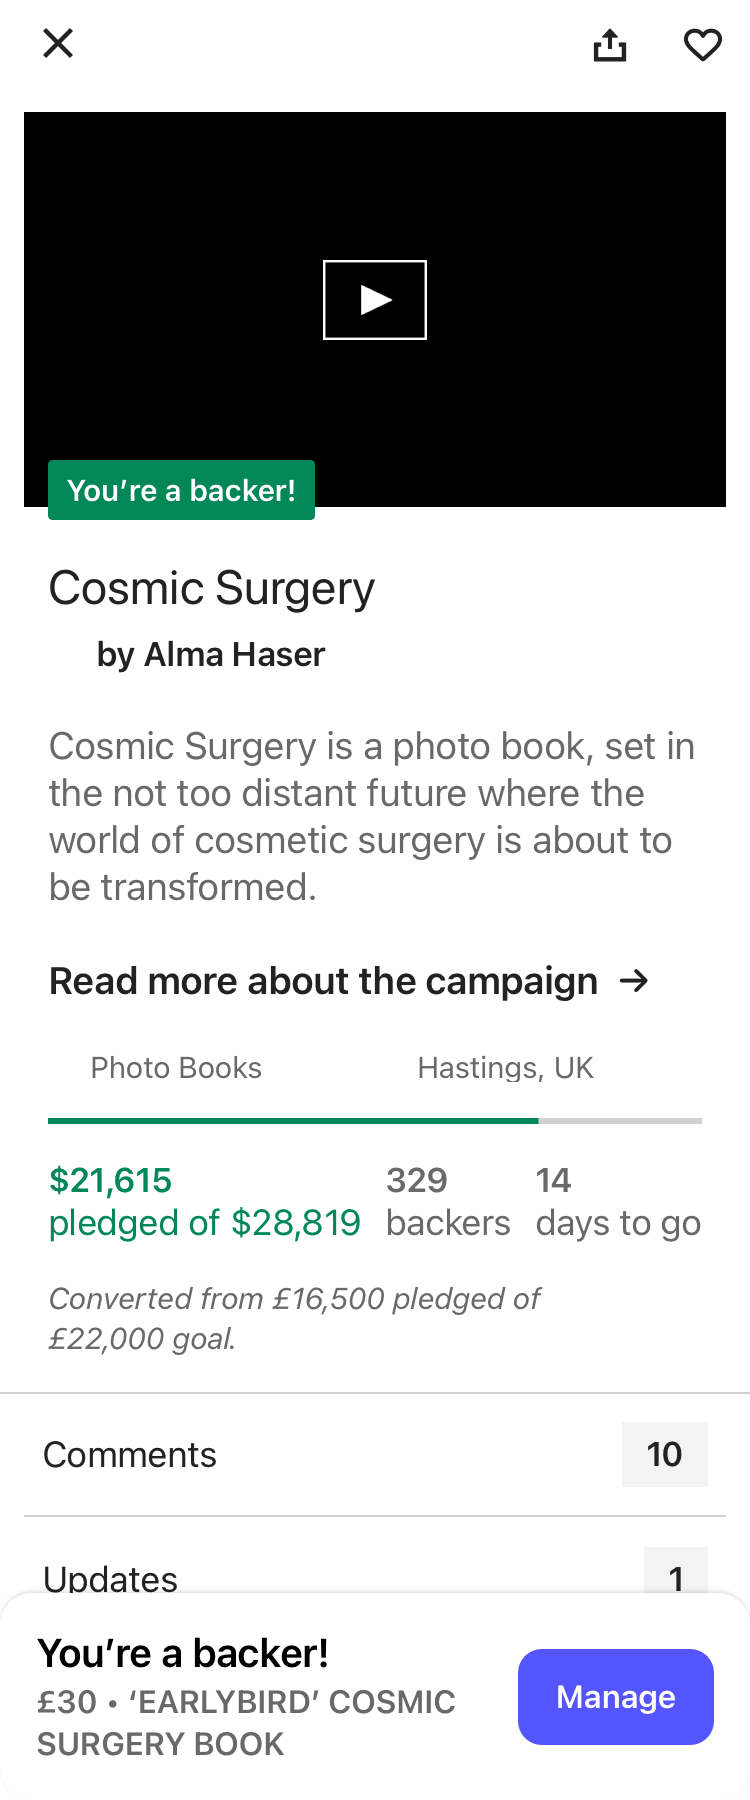 You’re a backer!
Cosmic Surgery
by Alma Haser
Cosmic Surgery is a photo book, set in
the not too distant future where the
world of cosmetic surgery is about to
be transformed.
Read more about the campaign →
Photo Books
Hastings, UK
$21,615
pledged of $28,819
329
backers
14
days to go
Converted from £16,500 pledged of
£22,000 goal.
Comments
10
Updates
1
You’re a backer!
£30 • ‘EARLYBIRD’ COSMIC
SURGERY BOOK
Manage